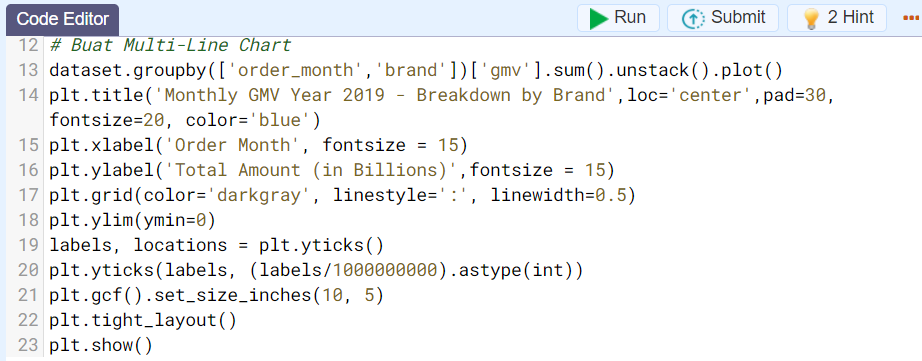 Code Editor
Run
Submit
2 Hint
12 # Buat Multi-Line Chart
13 dataset.groupby(['order_month','brand'])['gmv'].sum().unstack().plot()
14 plt.title('Monthly GMV Year 2019 - Breakdown by Brand',loc='center',pad=30,
fontsize=20, color='blue')
15 plt.xlabel('Order Month', fontsize = 15)
16 plt.ylabel('Total Amount (in Billions)',fontsize = 15)
17 plt.grid(color='darkgray', linestyle=':', linewidth=0.5)
18 plt.ylim(ymin=0)
19 labels, locations = plt.yticks()
20 plt.yticks(labels, (labels/1000000000).astype(int))
21 plt.gcf().set_size_inches(10, 5)
22 plt.tight_layout()
23 plt.show()